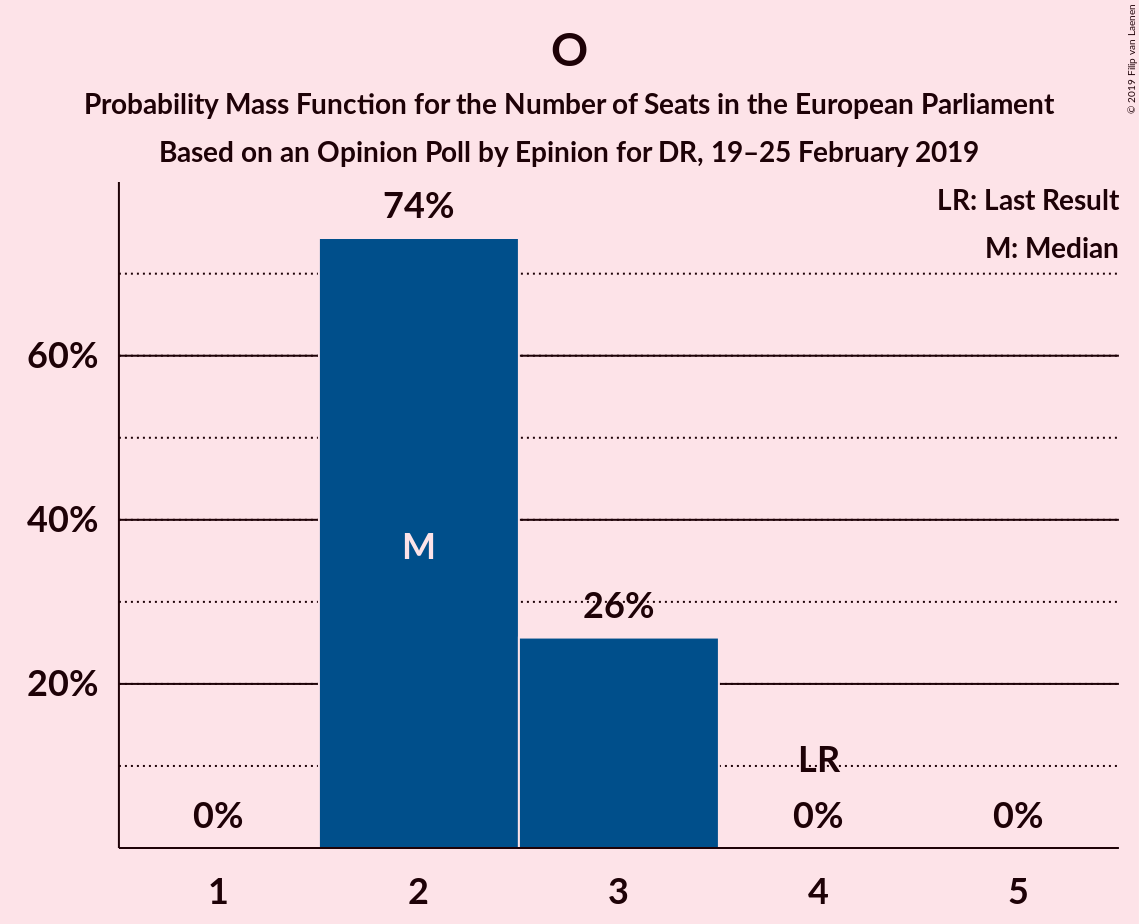 O
Probability Mass Function for the Number of Seats in the European Parliament
Based on an Opinion Poll by Epinion for DR, 19–25 February 2019
© 2019 Filip van Laenen
LR: Last Result
M: Median
74%
60%
40%
M
26%
20%
LR
0%
0%
0%
1
2
3
4
5